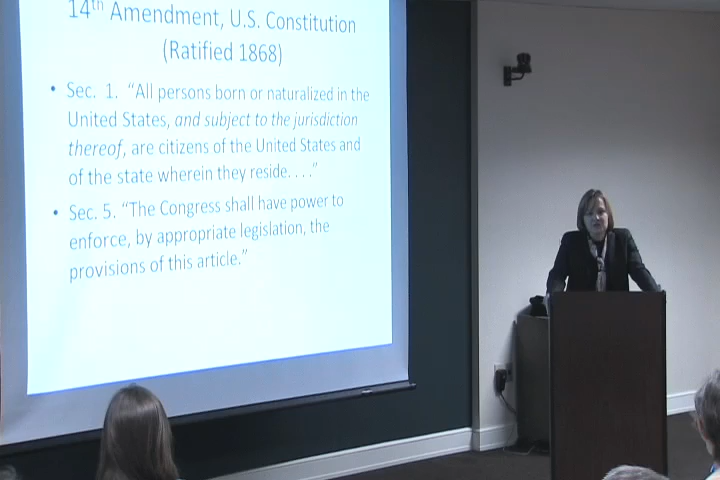 14th Amendment, U.S. Constitution
(Ratified 1868)
• Sec. 1. “All persons born or naturalized in the
United States, and subject to the jurisdiction
thereof, are citizens of the United States and
of the state wherein they reside. . . .”
• Sec. 5. “The Congress shall have power to
enforce, by appropriate legislation, the
provisions of this article.”